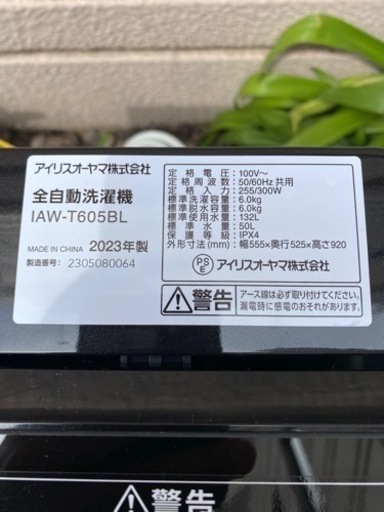 アイリスオーヤマ株式会社
全自動洗濯機
IAW-T605BL
MADE IN CHINA 2023年製
製造番号: 2305080064
定格電圧:100V～
定格周波数:50/60Hz共用
定格消費電力:255/300W
標準洗濯容量:6.0kg
標準脱水容量:6.0kg
標準使用水量:132L
標準水量:50L
保護等級:IPX4
外形寸法(mm):幅555×奥行525×高さ920
PSE アイリスオーヤマ株式会社
警告
アース線は必ず取り付けてください。
漏電時に感電のおそれがあります。
警告